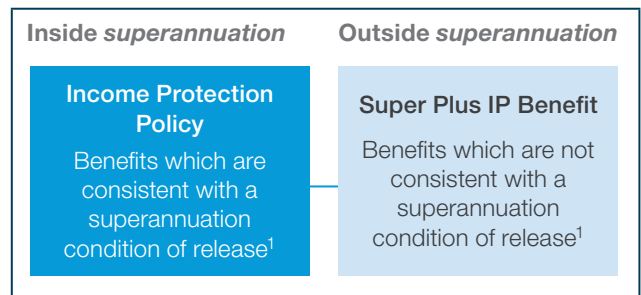 Inside superannuation
Outside superannuation
Income Protection
Policy
Benefits which are
consistent with a
superannuation
condition of release1
Super Plus IP Benefit
Benefits which are not
consistent with a
superannuation
condition of release1